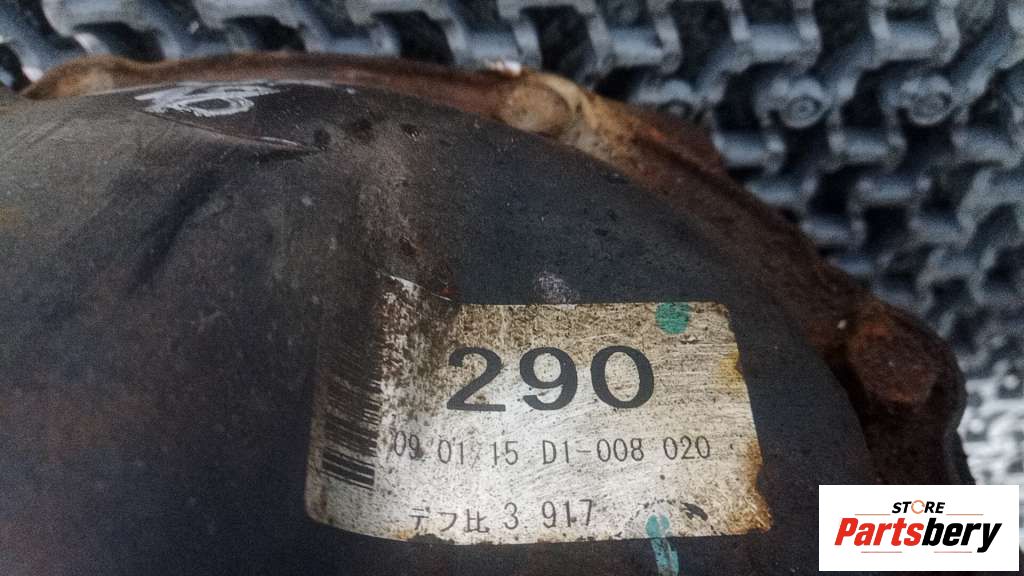 290
09 01 15 D1-008 020
デフ比 3 917
STORE
Partsbery